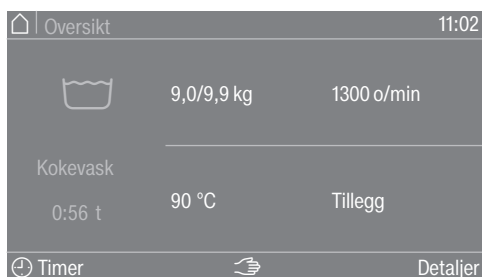 Oversikt 11:02
9,0/9,9 kg 1300 o/min
Kokevask
0:56 t
90 °C Tillegg
Timer Detaljer